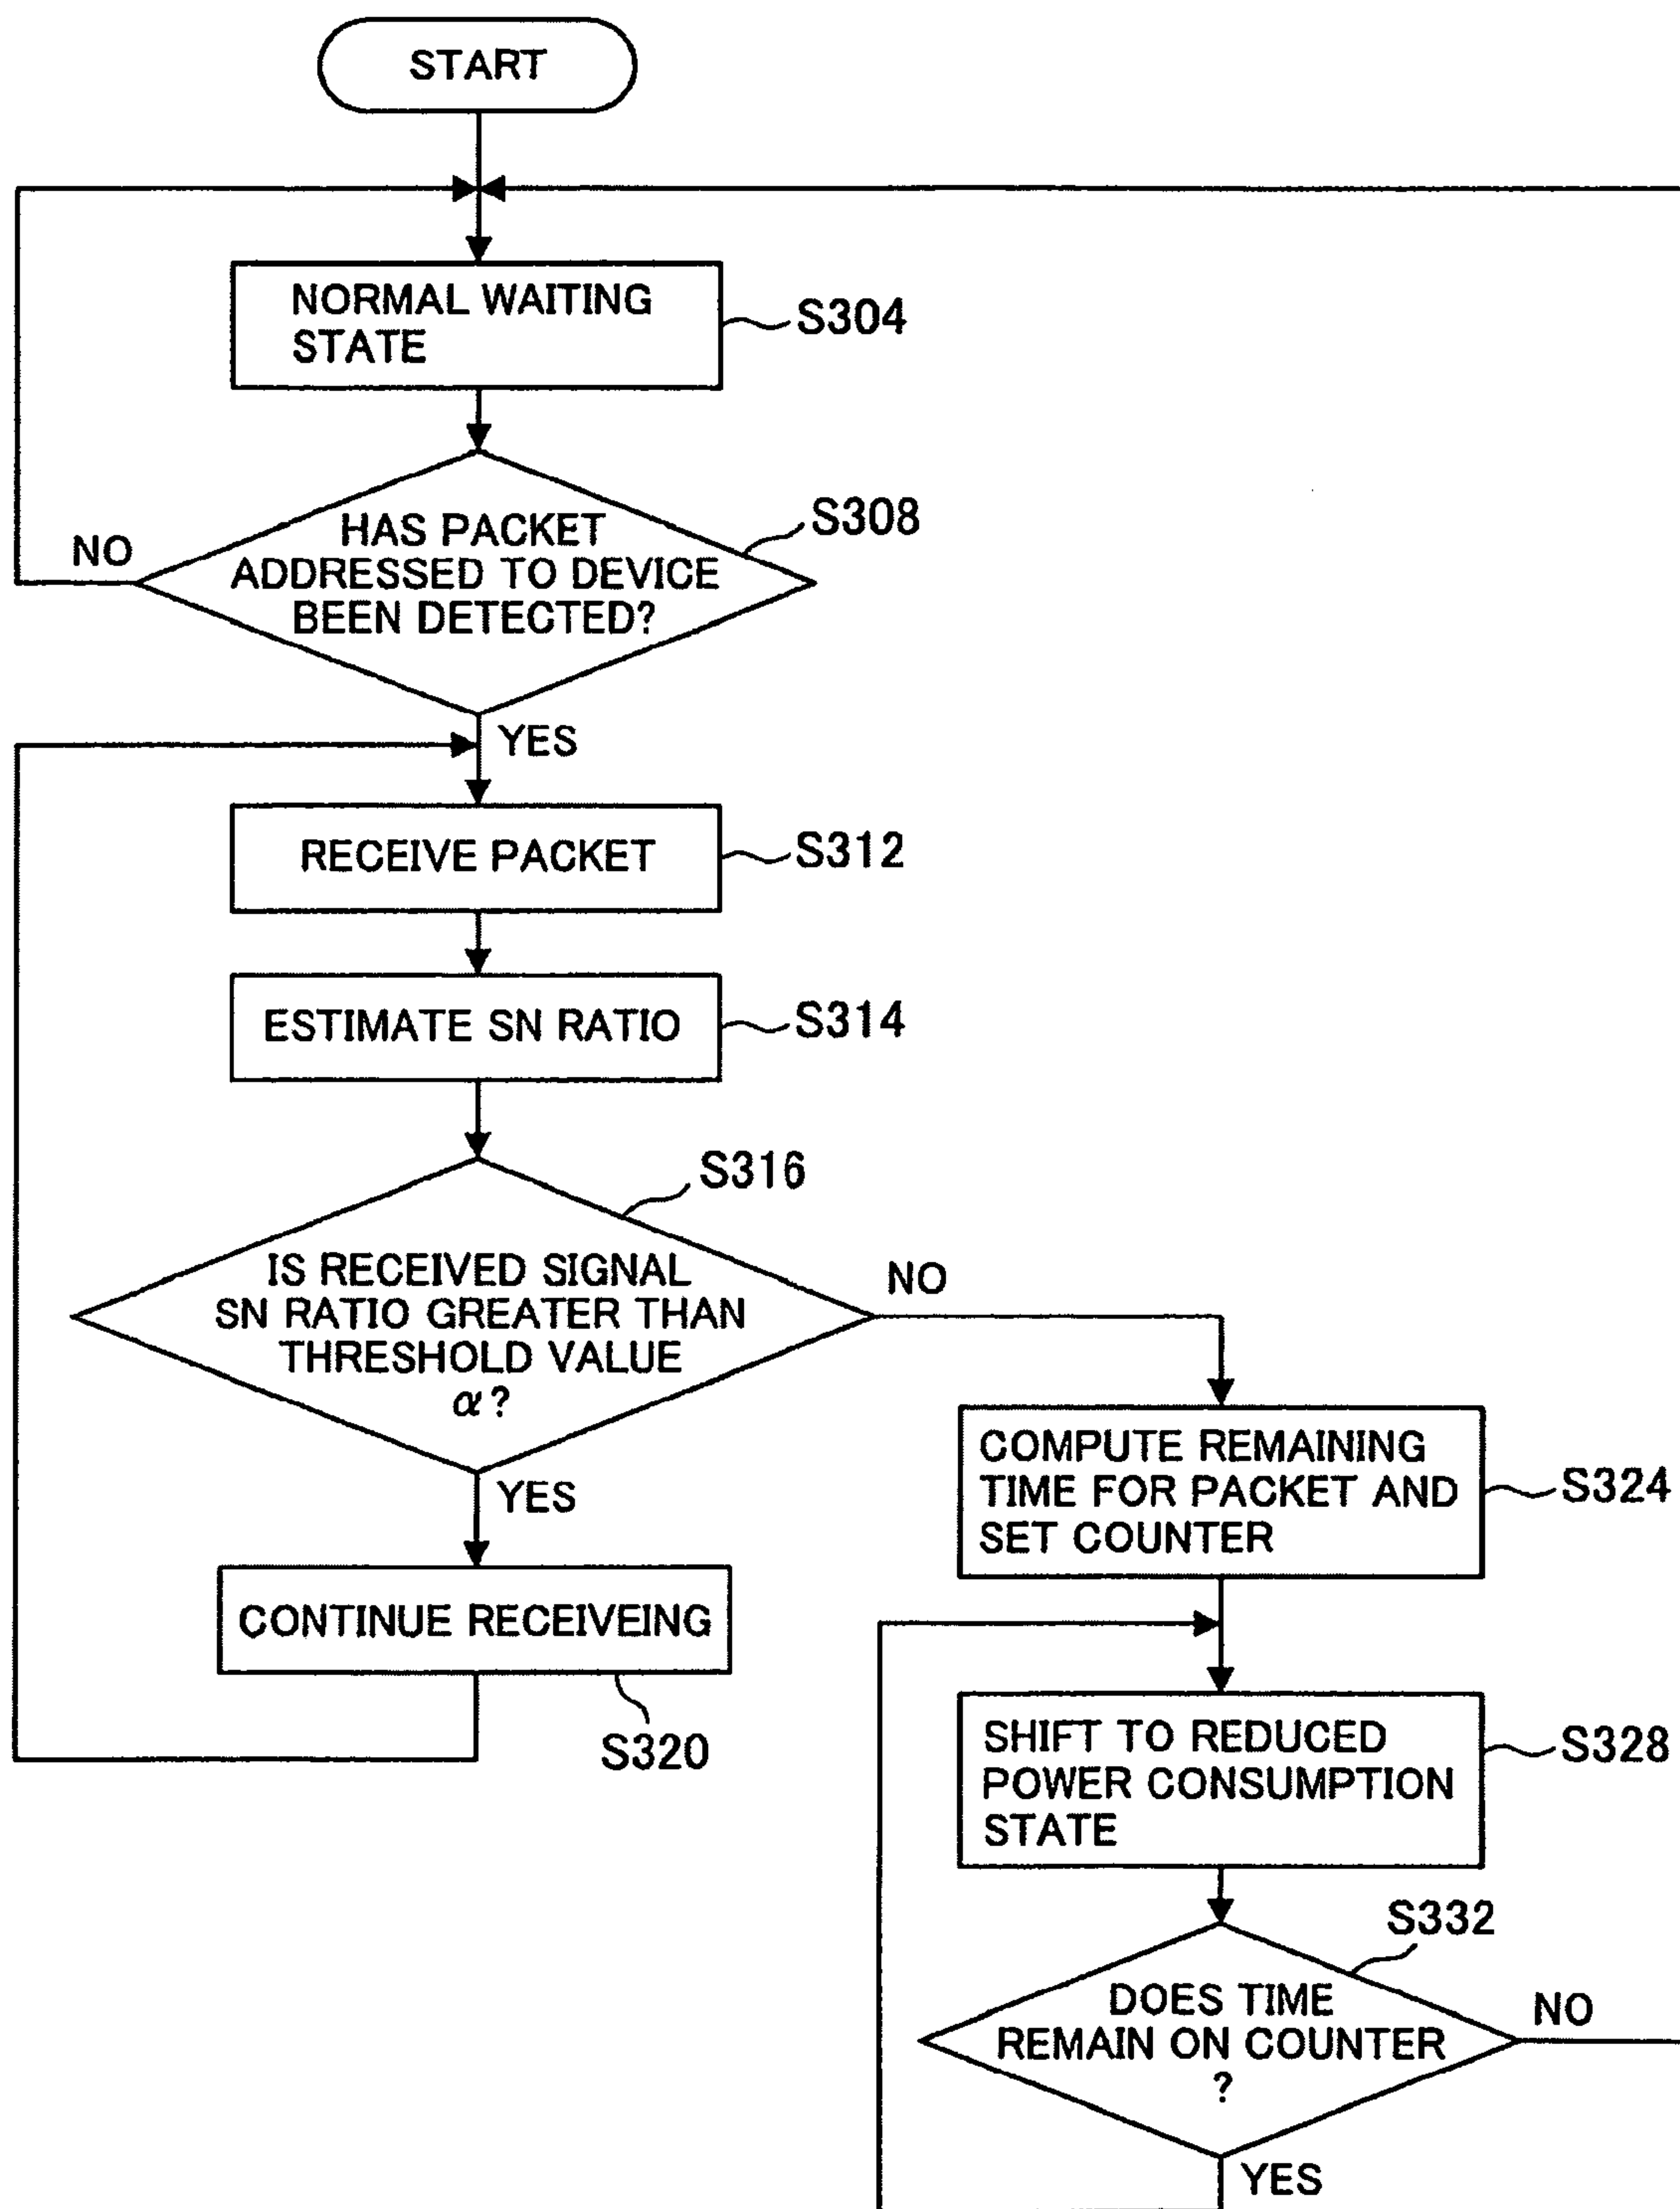 START
NORMAL WAITING
STATE
S304
HAS PACKET
ADDRESSED TO DEVICE
BEEN DETECTED?
S308
NO
YES
RECEIVE PACKET
S312
ESTIMATE SN RATIO
S314
S316
IS RECEIVED SIGNAL
SN RATIO GREATER THAN
THRESHOLD VALUE
α?
NO
YES
CONTINUE RECEIVEING
S320
COMPUTE REMAINING
TIME FOR PACKET AND
SET COUNTER
S324
SHIFT TO REDUCED
POWER CONSUMPTION
STATE
S328
S332
DOES TIME
REMAIN ON COUNTER
?
NO
YES